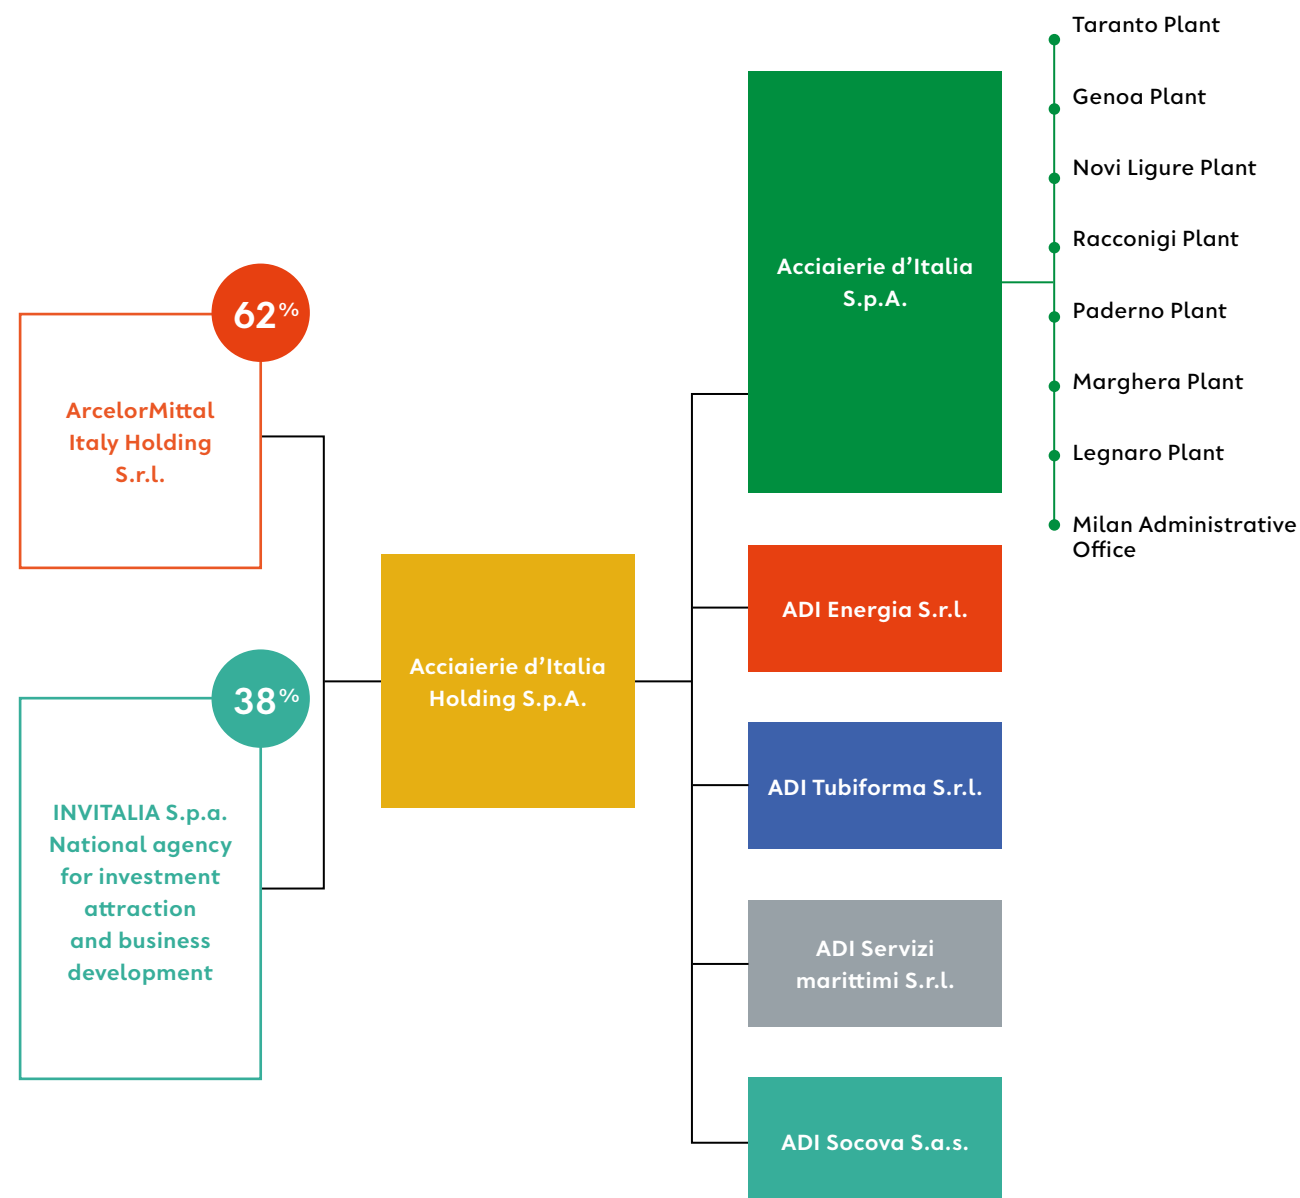 62%
ArcelorMittal
Italy Holding
S.r.l.
38%
INVITALIA S.p.a.
National agency
for investment
attraction
and business
development
Acciaierie d’Italia
Holding S.p.A.
Acciaierie d’Italia
S.p.A.
Taranto Plant
Genoa Plant
Novi Ligure Plant
Racconigi Plant
Paderno Plant
Marghera Plant
Legnaro Plant
Milan Administrative
Office
ADI Energia S.r.l.
ADI Tubiforma S.r.l.
ADI Servizi
marittimi S.r.l.
ADI Socova S.a.s.